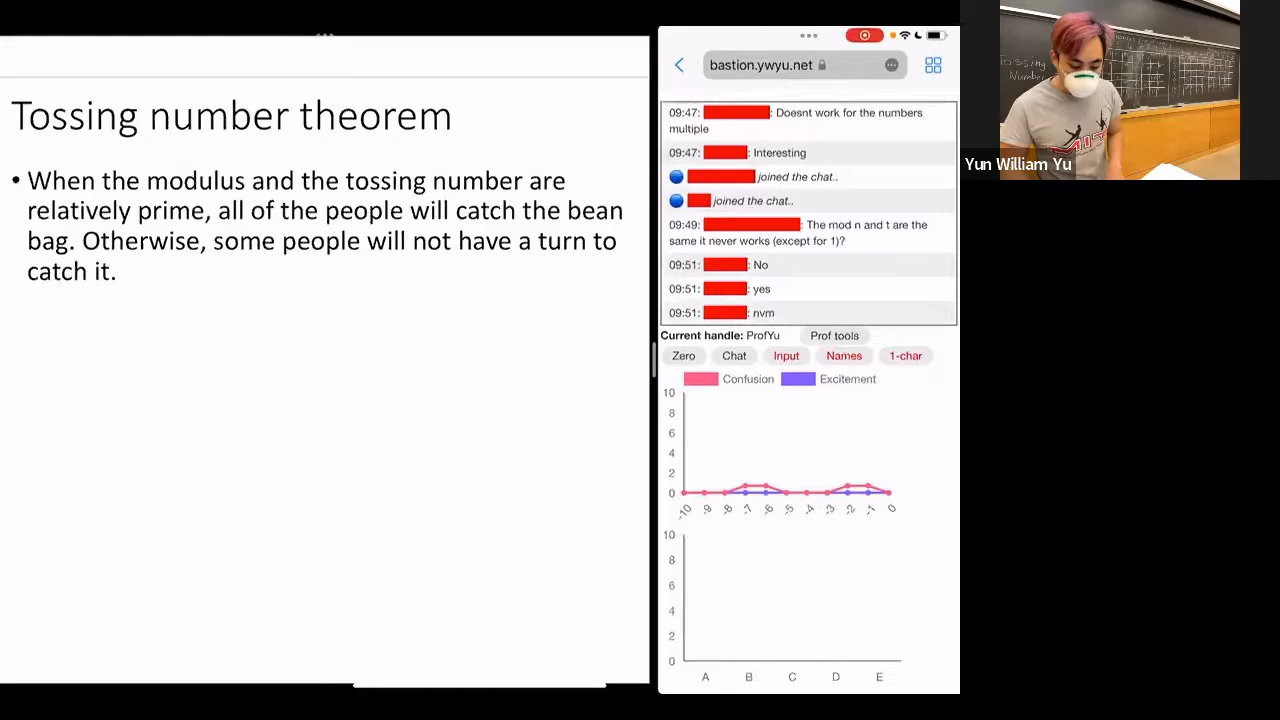 Tossing number theorem
• When the modulus and the tossing number are
relatively prime, all of the people will catch the bean
bag. Otherwise, some people will not have a turn to
catch it.
bastion.ywyu.net
09:47: : Doesnt work for the numbers
multiple
09:47: : Interesting
joined the chat..
joined the chat..
09:49: : The mod n and t are the
same it never works (except for 1)?
09:51: : No
09:51: : yes
09:51: : nvm
Current handle: ProfYu Prof tools
Zero Chat Input Names 1-char
Confusion Excitement
10
8
6
4
2
0
-10 -9 -8 -7 -6 -5 -4 -3 -2 -1 0
10
8
6
4
2
0
A B C D E
Tossing
Number
Yun William Yu